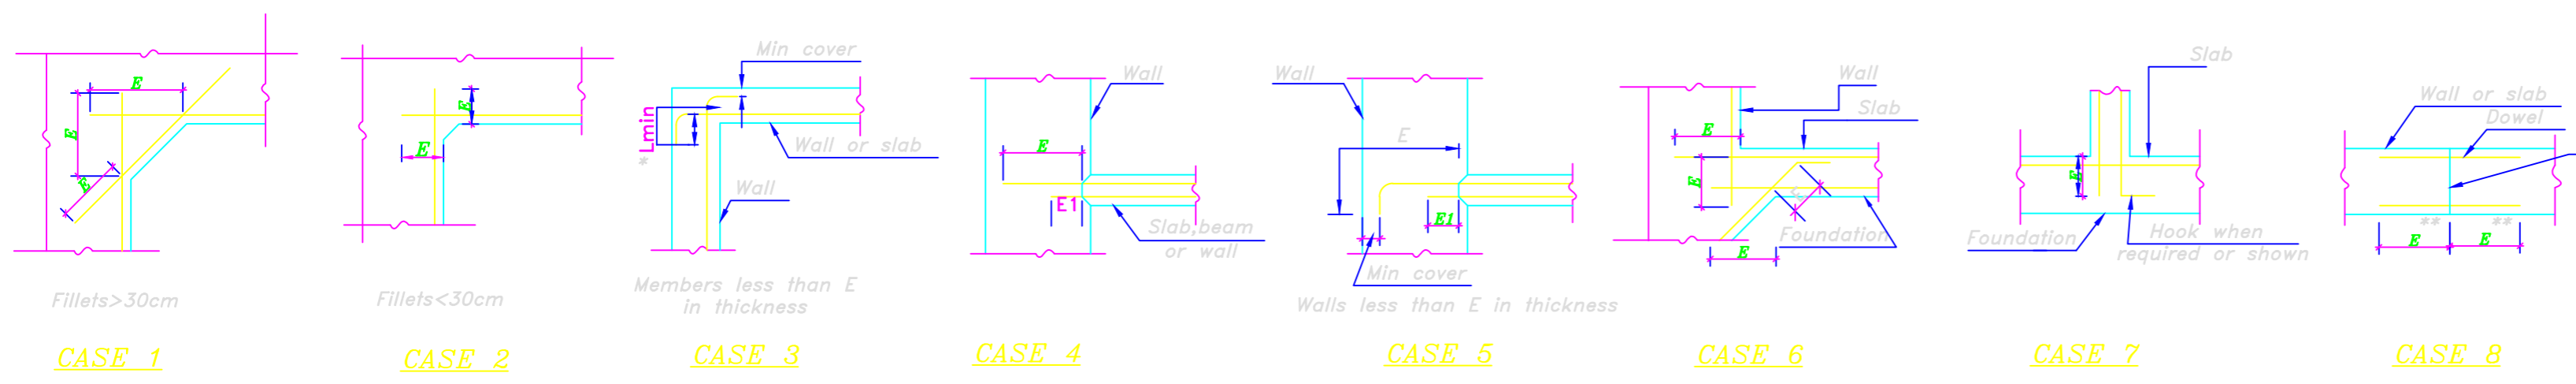 E
E
E
Fillets>30cm
CASE 1
E
E
Fillets<30cm
CASE 2
Min cover
Lmin
*
Wall or slab
Wall
Members less than E
in thickness
CASE 3
Wall
E
E1
Slab,beam
or wall
CASE 4
Wall
E
E1
Min cover
Walls less than E in thickness
CASE 5
Wall
Slab
E
E
Foundation
E
CASE 6
Slab
E
Foundation
Hook when
required or shown
CASE 7
Wall or slab
Dowel
** **
E E
CASE 8